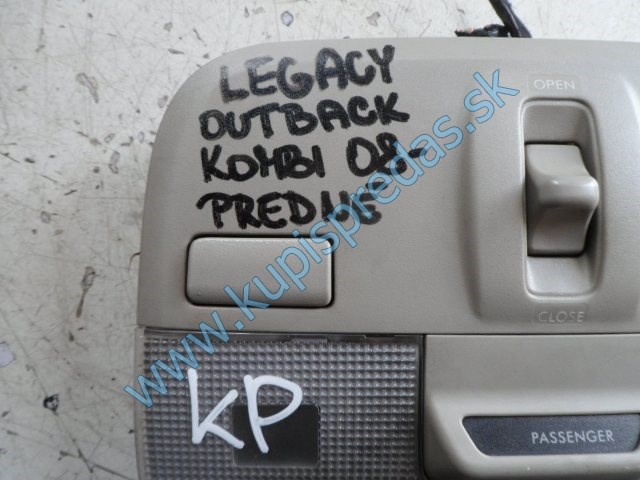 LEGACY
OUTBACK
KOMBI 08-
PREDNE
OPEN
CLOSE
KP
PASSENGER
www.kupispredas.sk